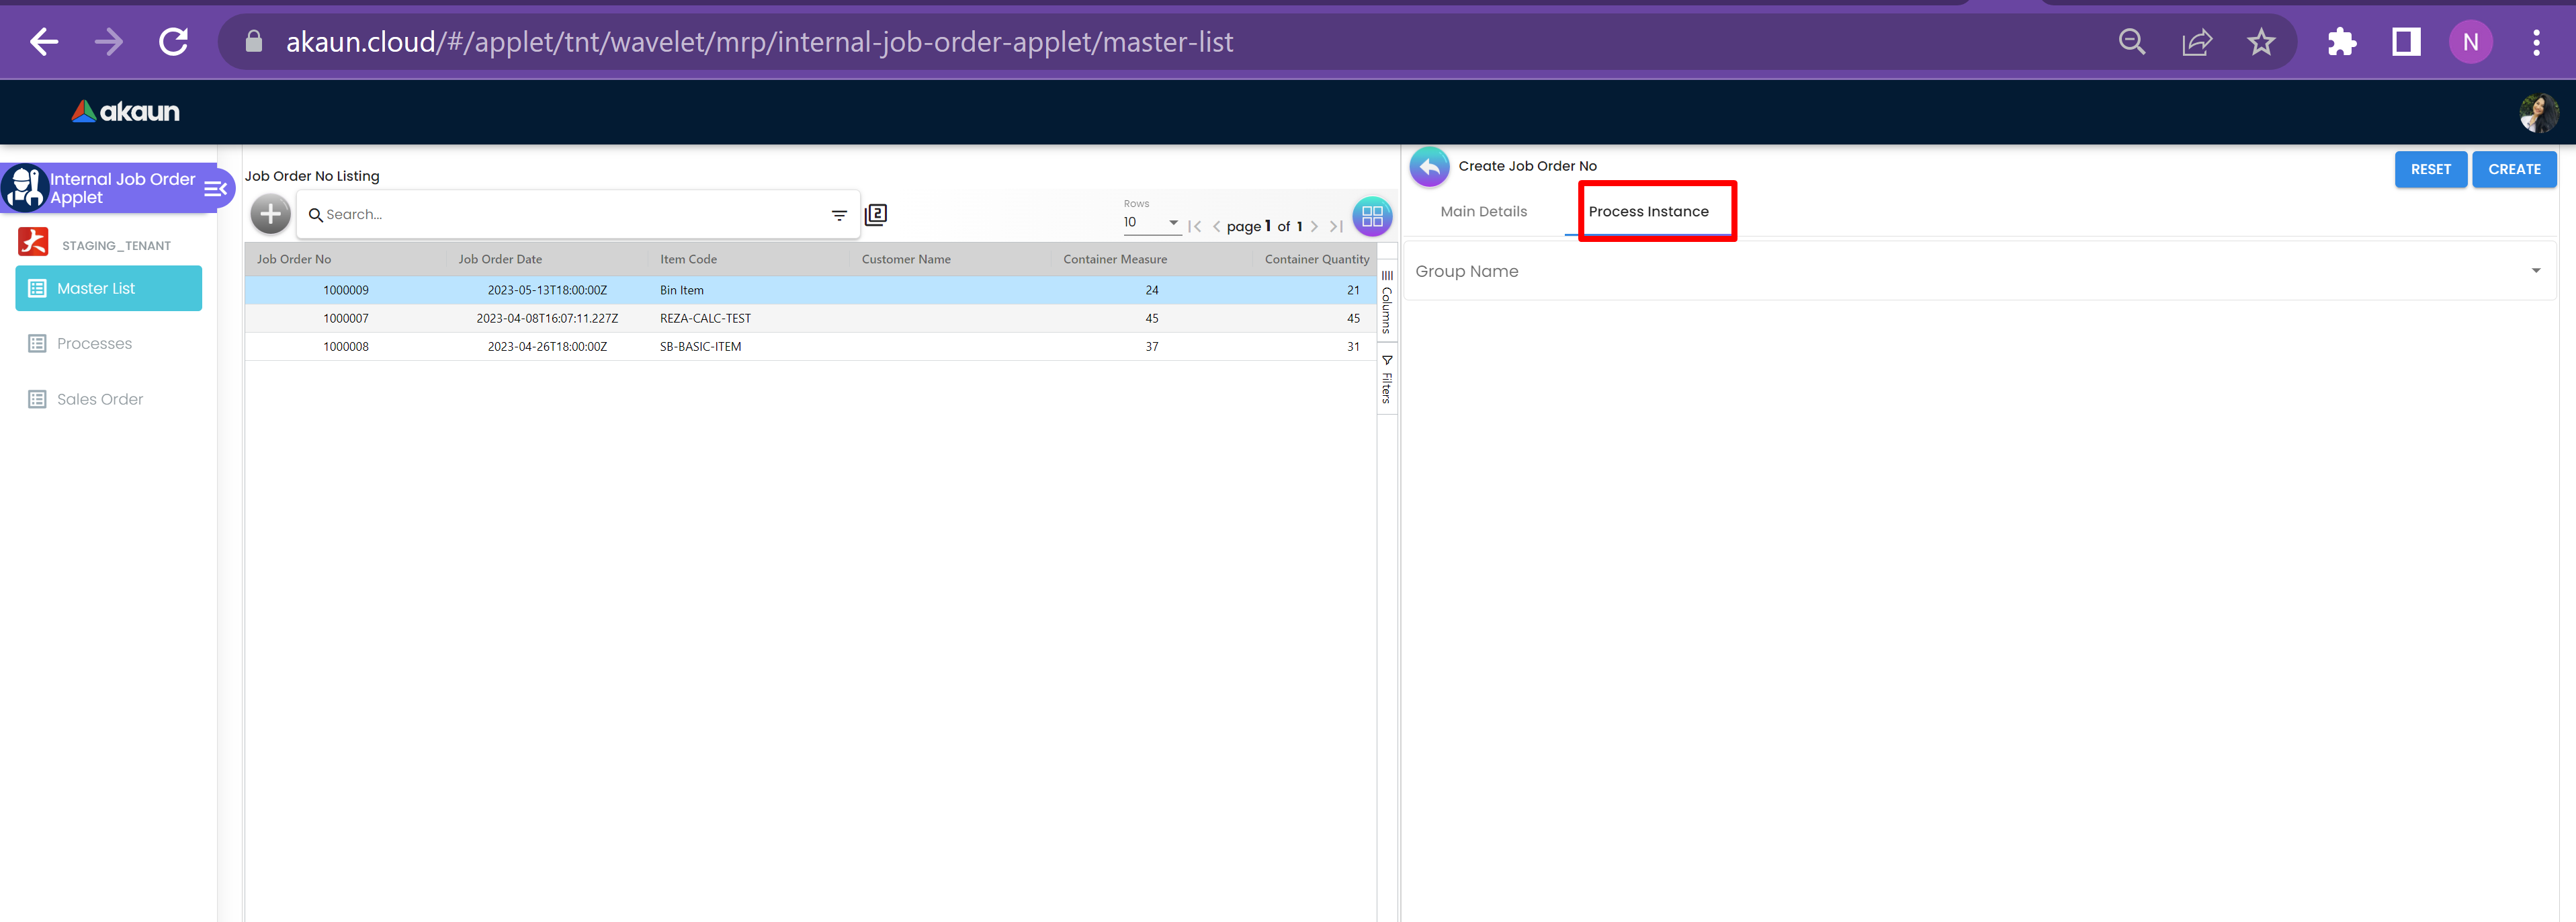 akaun.cloud/#/applet/tnt/wavelet/mrp/internal-job-order-applet/master-list
N
akaun
Internal Job Order
Applet
STAGING_TENANT
Master List
Processes
Sales Order
Job Order No Listing
Search...
2
Rows
10
page 1 of 1
Job Order No Job Order Date Item Code Customer Name Container Measure Container Quantity
1000009 2023-05-13T18:00:00Z Bin Item 24 21
1000007 2023-04-08T16:07:11.227Z REZA-CALC-TEST 45 45
1000008 2023-04-26T18:00:00Z SB-BASIC-ITEM 37 31
Columns
Filters
Create Job Order No
RESET CREATE
Main Details Process Instance
Group Name